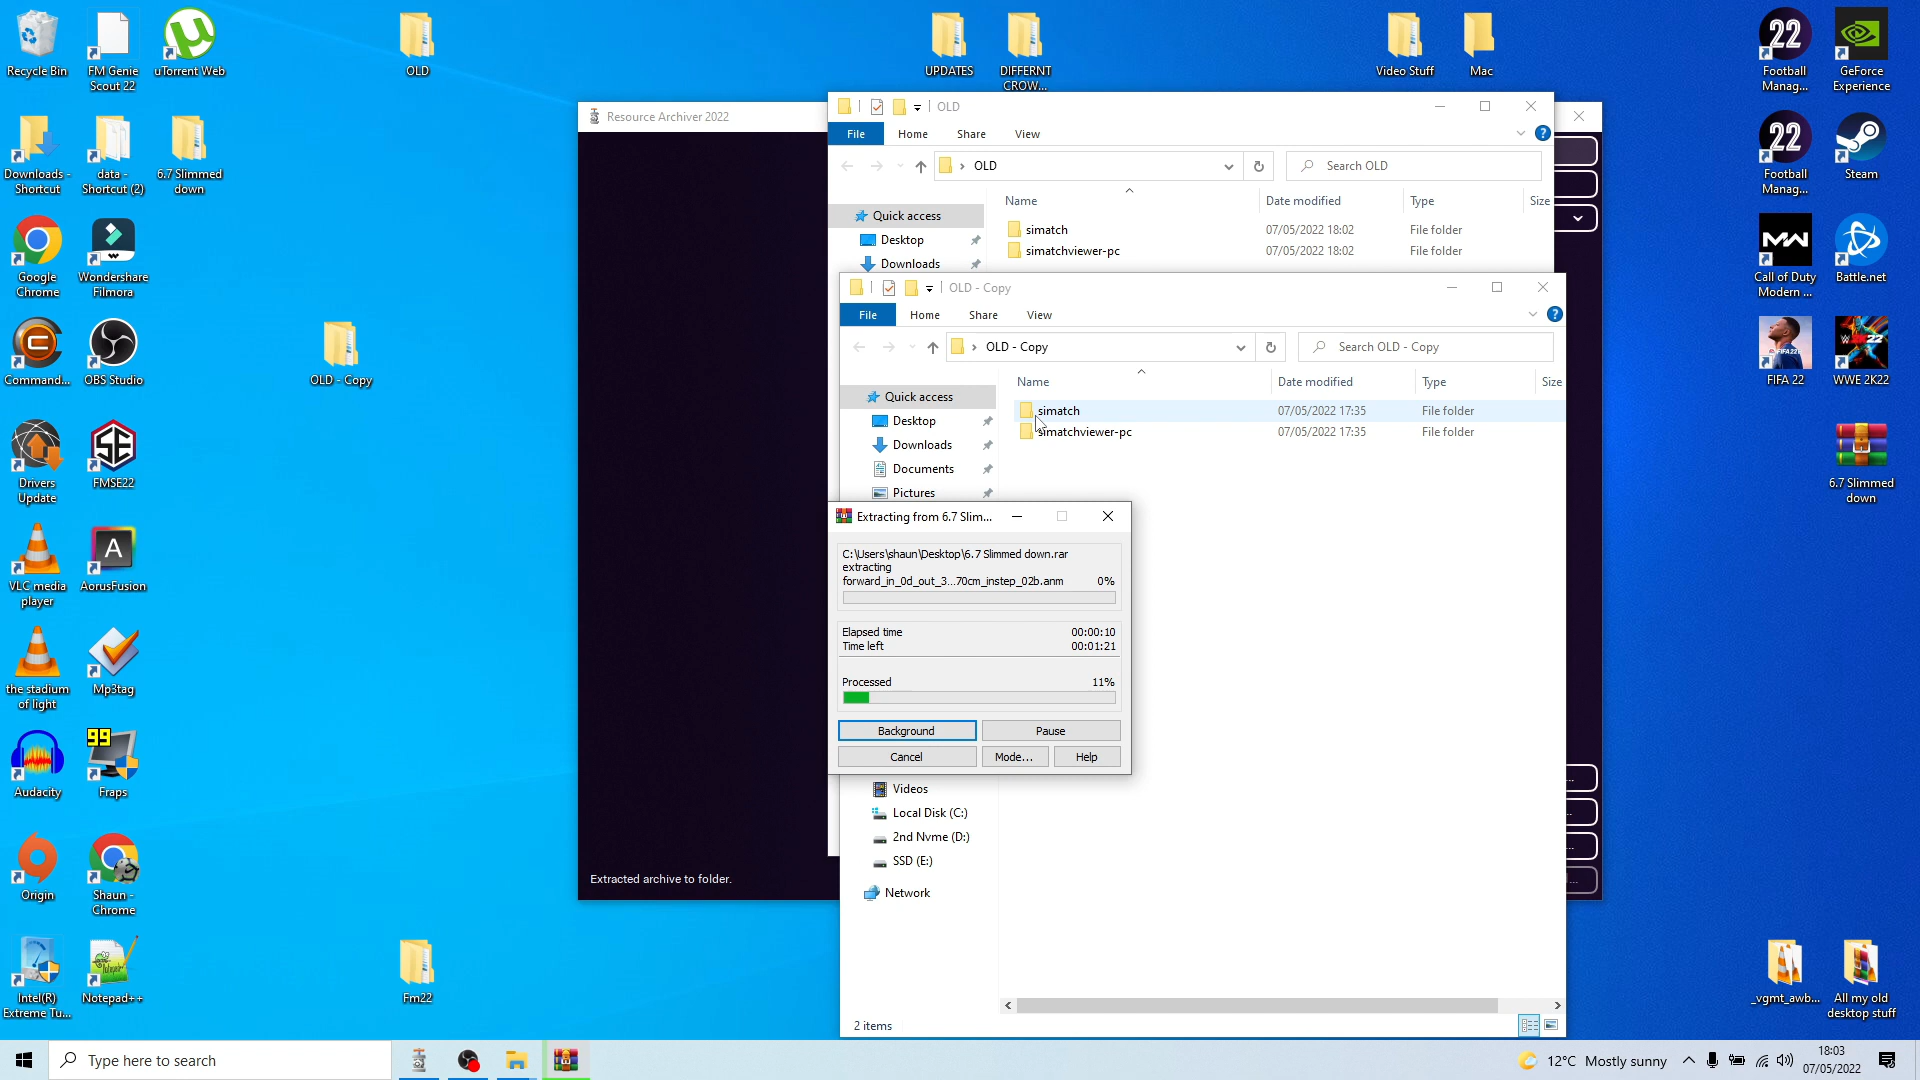 Recycle Bin
FM Genie
Scout 22
uTorrent Web
OLD
UPDATES
DIFFERNT
CROW...
Video Stuff
Mac
22
Football
Manag...
GeForce
Experience
Downloads -
Shortcut
data -
Shortcut (2)
6.7 Slimmed
down
22
Football
Manag...
Steam
Google
Chrome
Wondershare
Filmora
Call of Duty
Modern ...
Battle.net
Command...
OBS Studio
OLD - Copy
FIFA 22
WWE 2K22
Drivers
Update
FMSE22
6.7 Slimmed
down
VLC media
player
AorusFusion
the stadium
of light
Mp3tag
Audacity
99
Fraps
Origin
Shaun -
Chrome
Intel(R)
Extreme Tu...
Notepad++
Fm22
_vgmt_awb...
All my old
desktop stuff
Resource Archiver 2022
Extracted archive to folder.
OLD
File
Home
Share
View
OLD
Search OLD
Quick access
Desktop
Downloads
Name
Date modified
Type
Size
simatch
07/05/2022 18:02
File folder
simatchviewer-pc
07/05/2022 18:02
File folder
OLD - Copy
File
Home
Share
View
OLD - Copy
Search OLD - Copy
Quick access
Desktop
Downloads
Documents
Pictures
Videos
Local Disk (C:)
2nd Nvme (D:)
SSD (E:)
Network
Name
Date modified
Type
Size
simatch
07/05/2022 17:35
File folder
simatchviewer-pc
07/05/2022 17:35
File folder
2 items
Extracting from 6.7 Slim...
C:\Users\shaun\Desktop\6.7 Slimmed down.rar
extracting
forward_in_0d_out_3...70cm_instep_02b.anm
0%
Elapsed time
00:00:10
Time left
00:01:21
Processed
11%
Background
Pause
Cancel
Mode...
Help
Type here to search
12°C Mostly sunny
18:03
07/05/2022